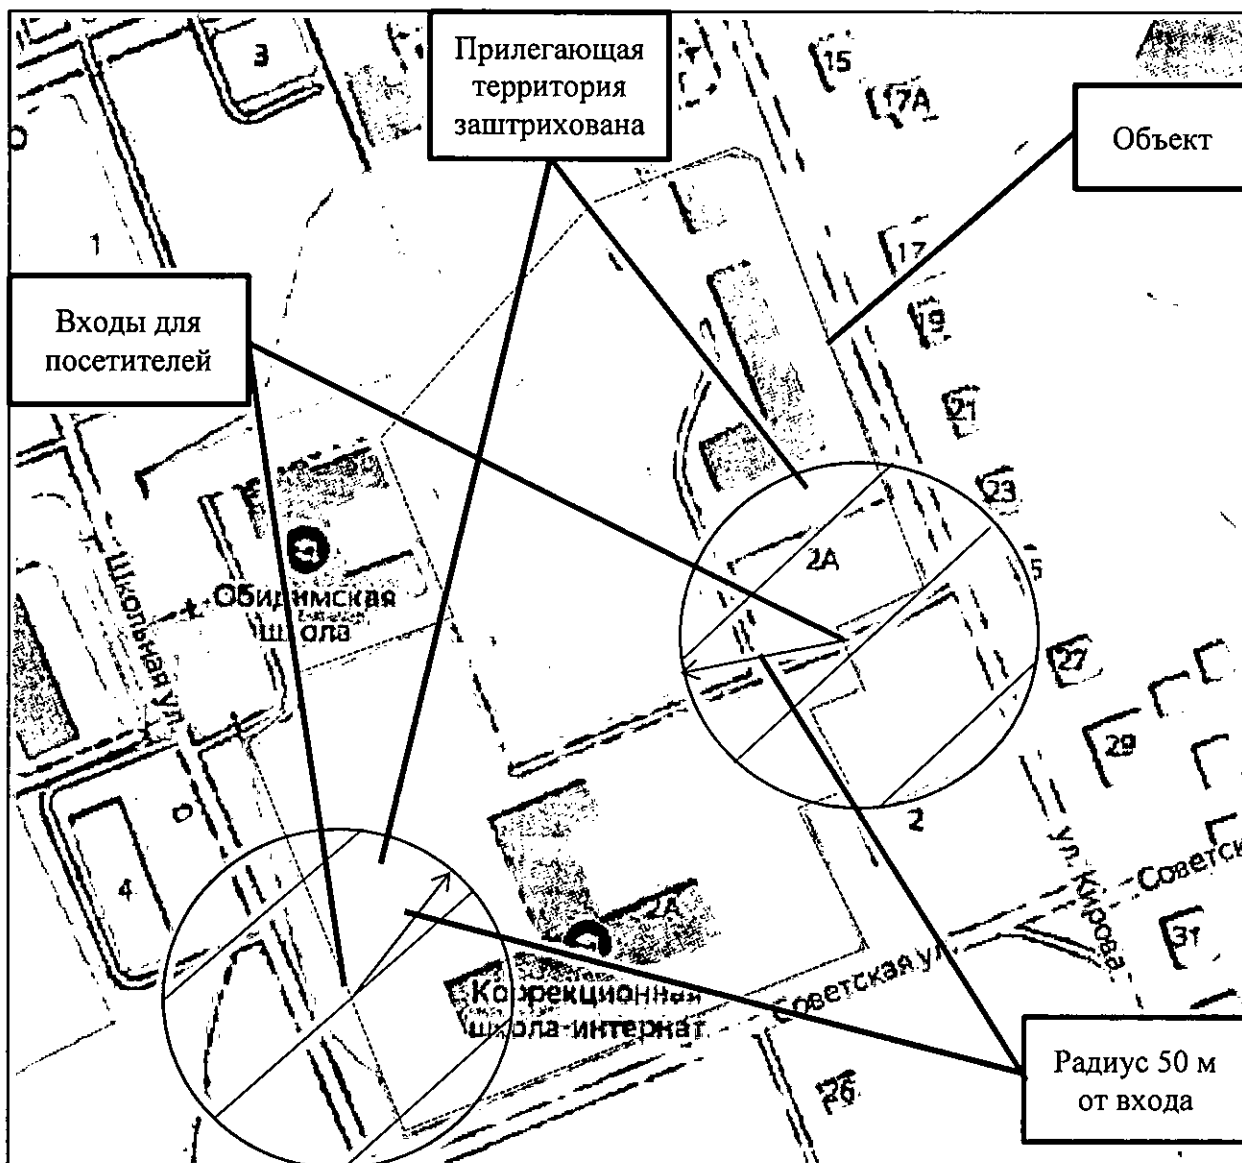 Прилегающая
территория
заштрихована
Объект
Входы для
посетителей
Радиус 50 м
от входа
3
15
17А
1
17
19
21
23
2А
5
27
29
2
Обидимская
школа
Школьная ул.
4
2А
Коррекционная
школа-интернат
Советская ул.
ул. Кирова
Советск
31
26